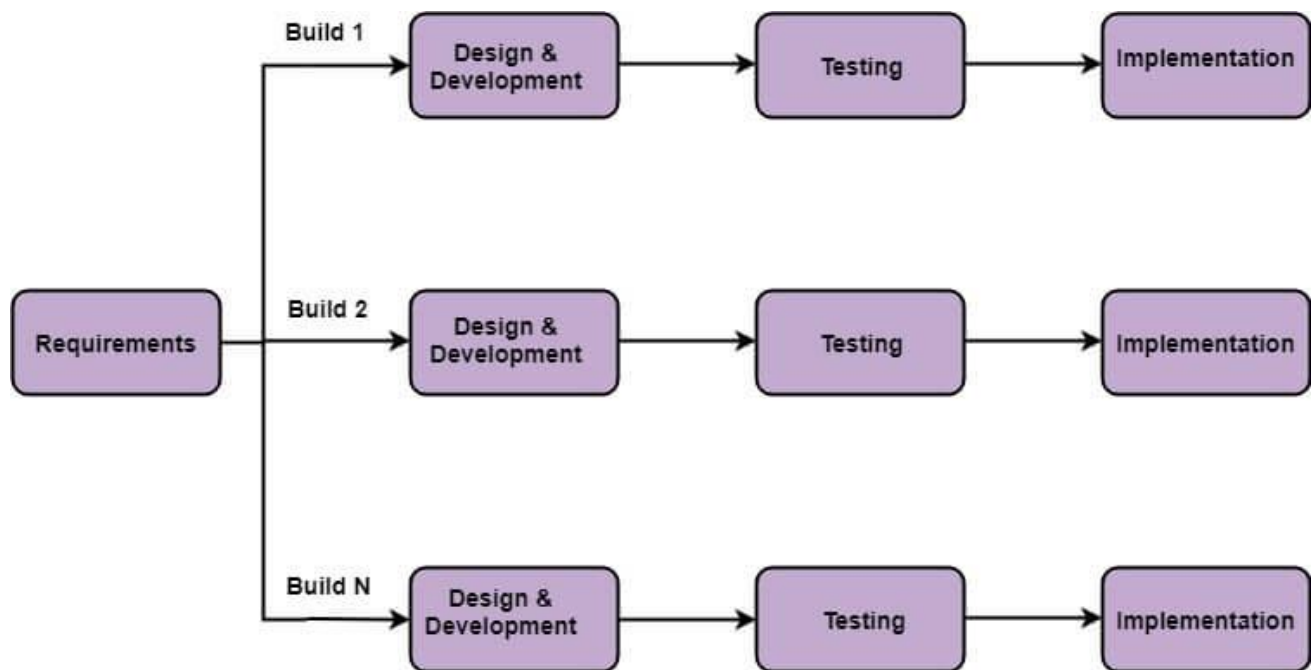 Build 1
Design &
Development
Testing
Implementation
Requirements
Build 2
Design &
Development
Testing
Implementation
Build N
Design &
Development
Testing
Implementation